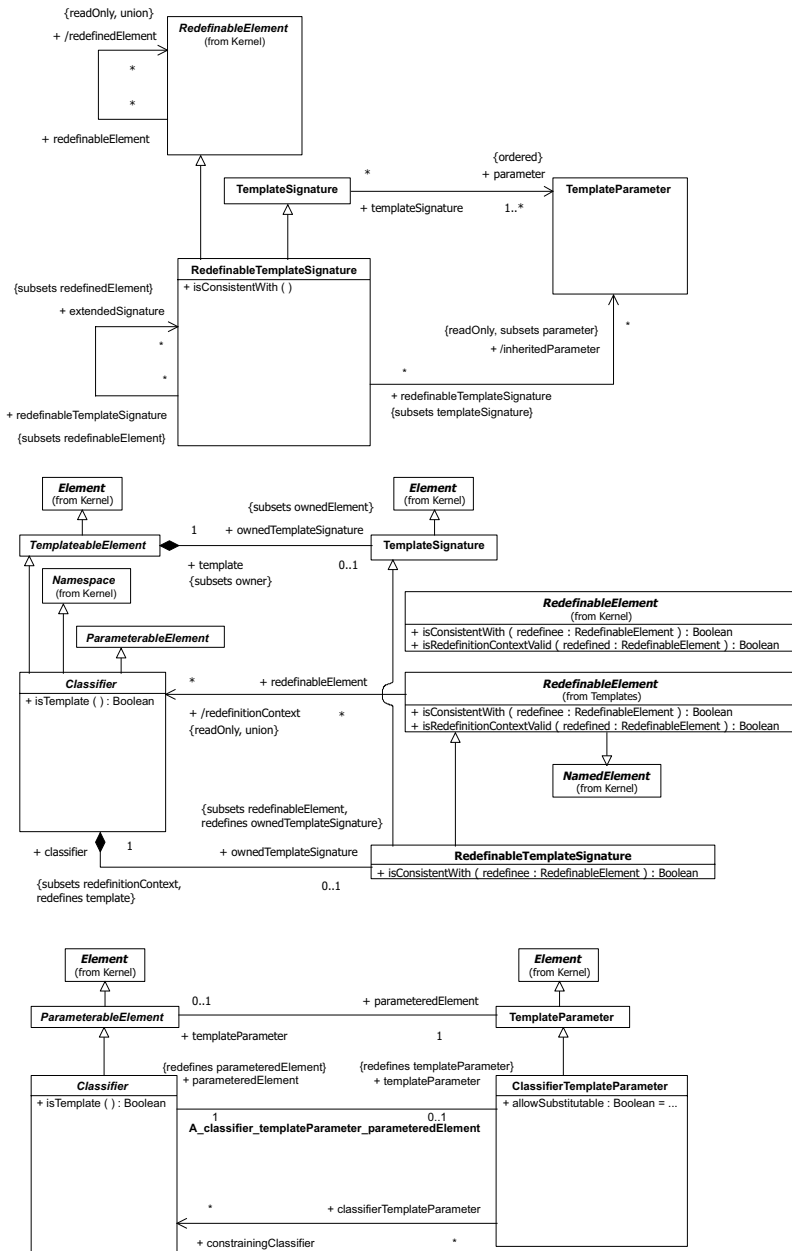 {readOnly, union}
+ /redefinedElement
*
*
+ redefinableElement
RedefinableElement
(from Kernel)
TemplateSignature
*
+ templateSignature
{ordered}
+ parameter
1..*
TemplateParameter
RedefinableTemplateSignature
+ isConsistentWith ( )
{subsets redefinedElement}
+ extendedSignature
*
*
+ redefinableTemplateSignature
{subsets redefinableElement}
{readOnly, subsets parameter}
+ /inheritedParameter
*
*
+ redefinableTemplateSignature
{subsets templateSignature}
Element
(from Kernel)
Element
(from Kernel)
{subsets ownedElement}
1
+ ownedTemplateSignature
TemplateableElement
TemplateSignature
+ template
0..1
{subsets owner}
Namespace
(from Kernel)
ParameterableElement
RedefinableElement
(from Kernel)
+ isConsistentWith ( redefinee : RedefinableElement ) : Boolean
+ isRedefinitionContextValid ( redefined : RedefinableElement ) : Boolean
Classifier
+ isTemplate ( ) : Boolean
*
+ redefinableElement
+ /redefinitionContext
*
{readOnly, union}
RedefinableElement
(from Templates)
+ isConsistentWith ( redefinee : RedefinableElement ) : Boolean
+ isRedefinitionContextValid ( redefined : RedefinableElement ) : Boolean
NamedElement
(from Kernel)
{subsets redefinableElement,
redefines ownedTemplateSignature}
+ classifier
1
+ ownedTemplateSignature
{subsets redefinitionContext,
redefines template}
0..1
RedefinableTemplateSignature
+ isConsistentWith ( redefinee : RedefinableElement ) : Boolean
Element
(from Kernel)
Element
(from Kernel)
0..1
+ parameteredElement
ParameterableElement
TemplateParameter
+ templateParameter
1
{redefines parameteredElement}
+ parameteredElement
{redefines templateParameter}
+ templateParameter
Classifier
+ isTemplate ( ) : Boolean
ClassifierTemplateParameter
+ allowSubstitutable : Boolean = ...
1
0..1
A_classifier_templateParameter_parameteredElement
*
+ classifierTemplateParameter
+ constrainingClassifier
*